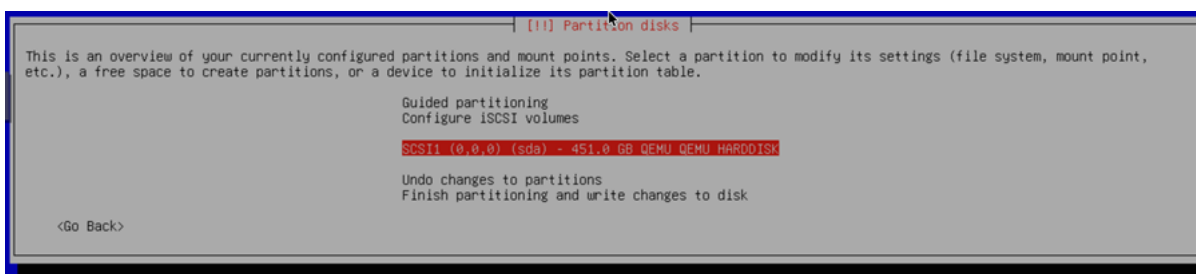 [!!] Partition disks
This is an overview of your currently configured partitions and mount points. Select a partition to modify its settings (file system, mount point,
etc.), a free space to create partitions, or a device to initialize its partition table.
Guided partitioning
Configure iSCSI volumes
SCSI1 (0,0,0) (sda) - 451.0 GB QEMU QEMU HARDDISK
Undo changes to partitions
Finish partitioning and write changes to disk
<Go Back>